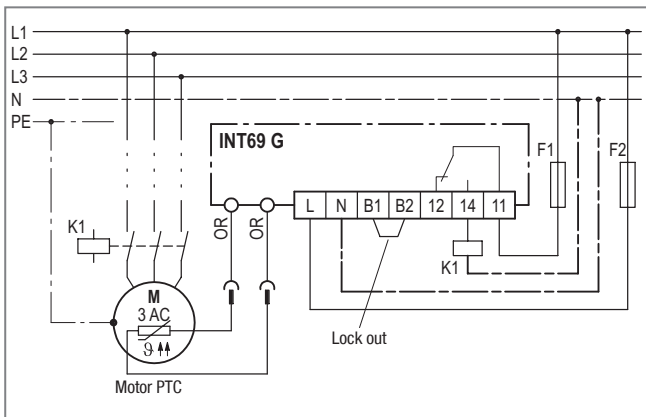 L1
L2
L3
N
PE
INT69 G
F1
F2
L N B1 B2 12 14 11
OR
OR
K1
K1
Lock out
M
3 AC
ϑ
Motor PTC